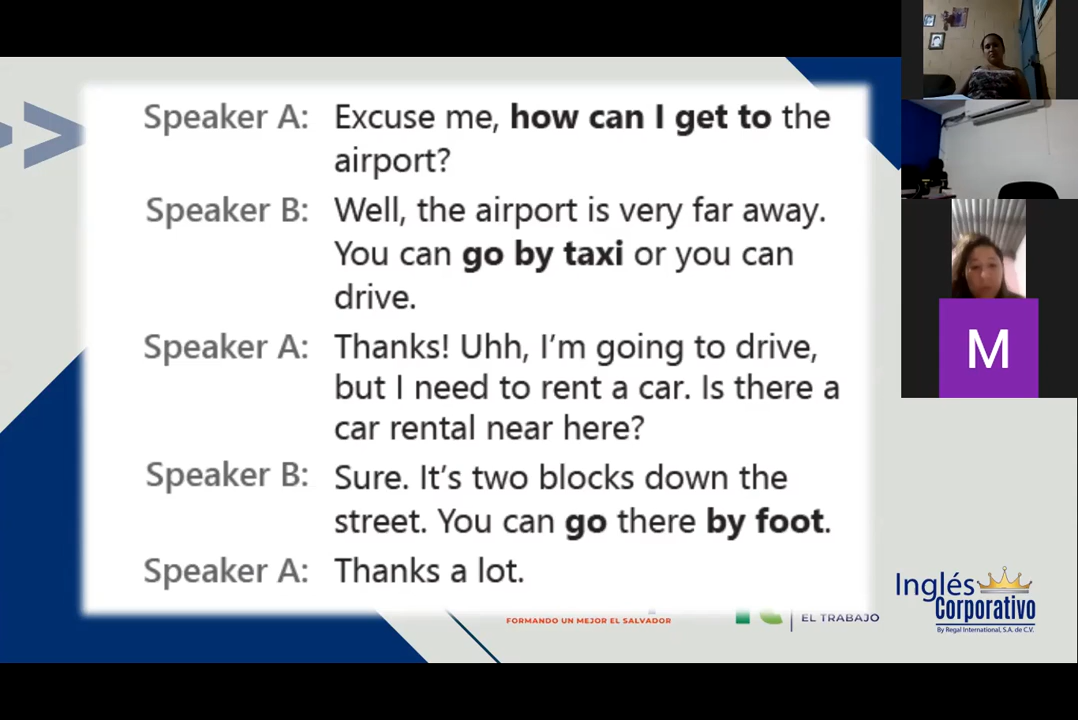 Speaker A: Excuse me, how can I get to the
airport?
Speaker B: Well, the airport is very far away.
You can go by taxi or you can
drive.
Speaker A: Thanks! Uhh, I'm going to drive,
but I need to rent a car. Is there a
car rental near here?
Speaker B: Sure. It's two blocks down the
street. You can go there by foot.
Speaker A: Thanks a lot.
M
FORMANDO UN MEJOR EL SALVADOR
EL TRABAJO
Inglés
Corporativo
By Regal International, S.A. de C.V.